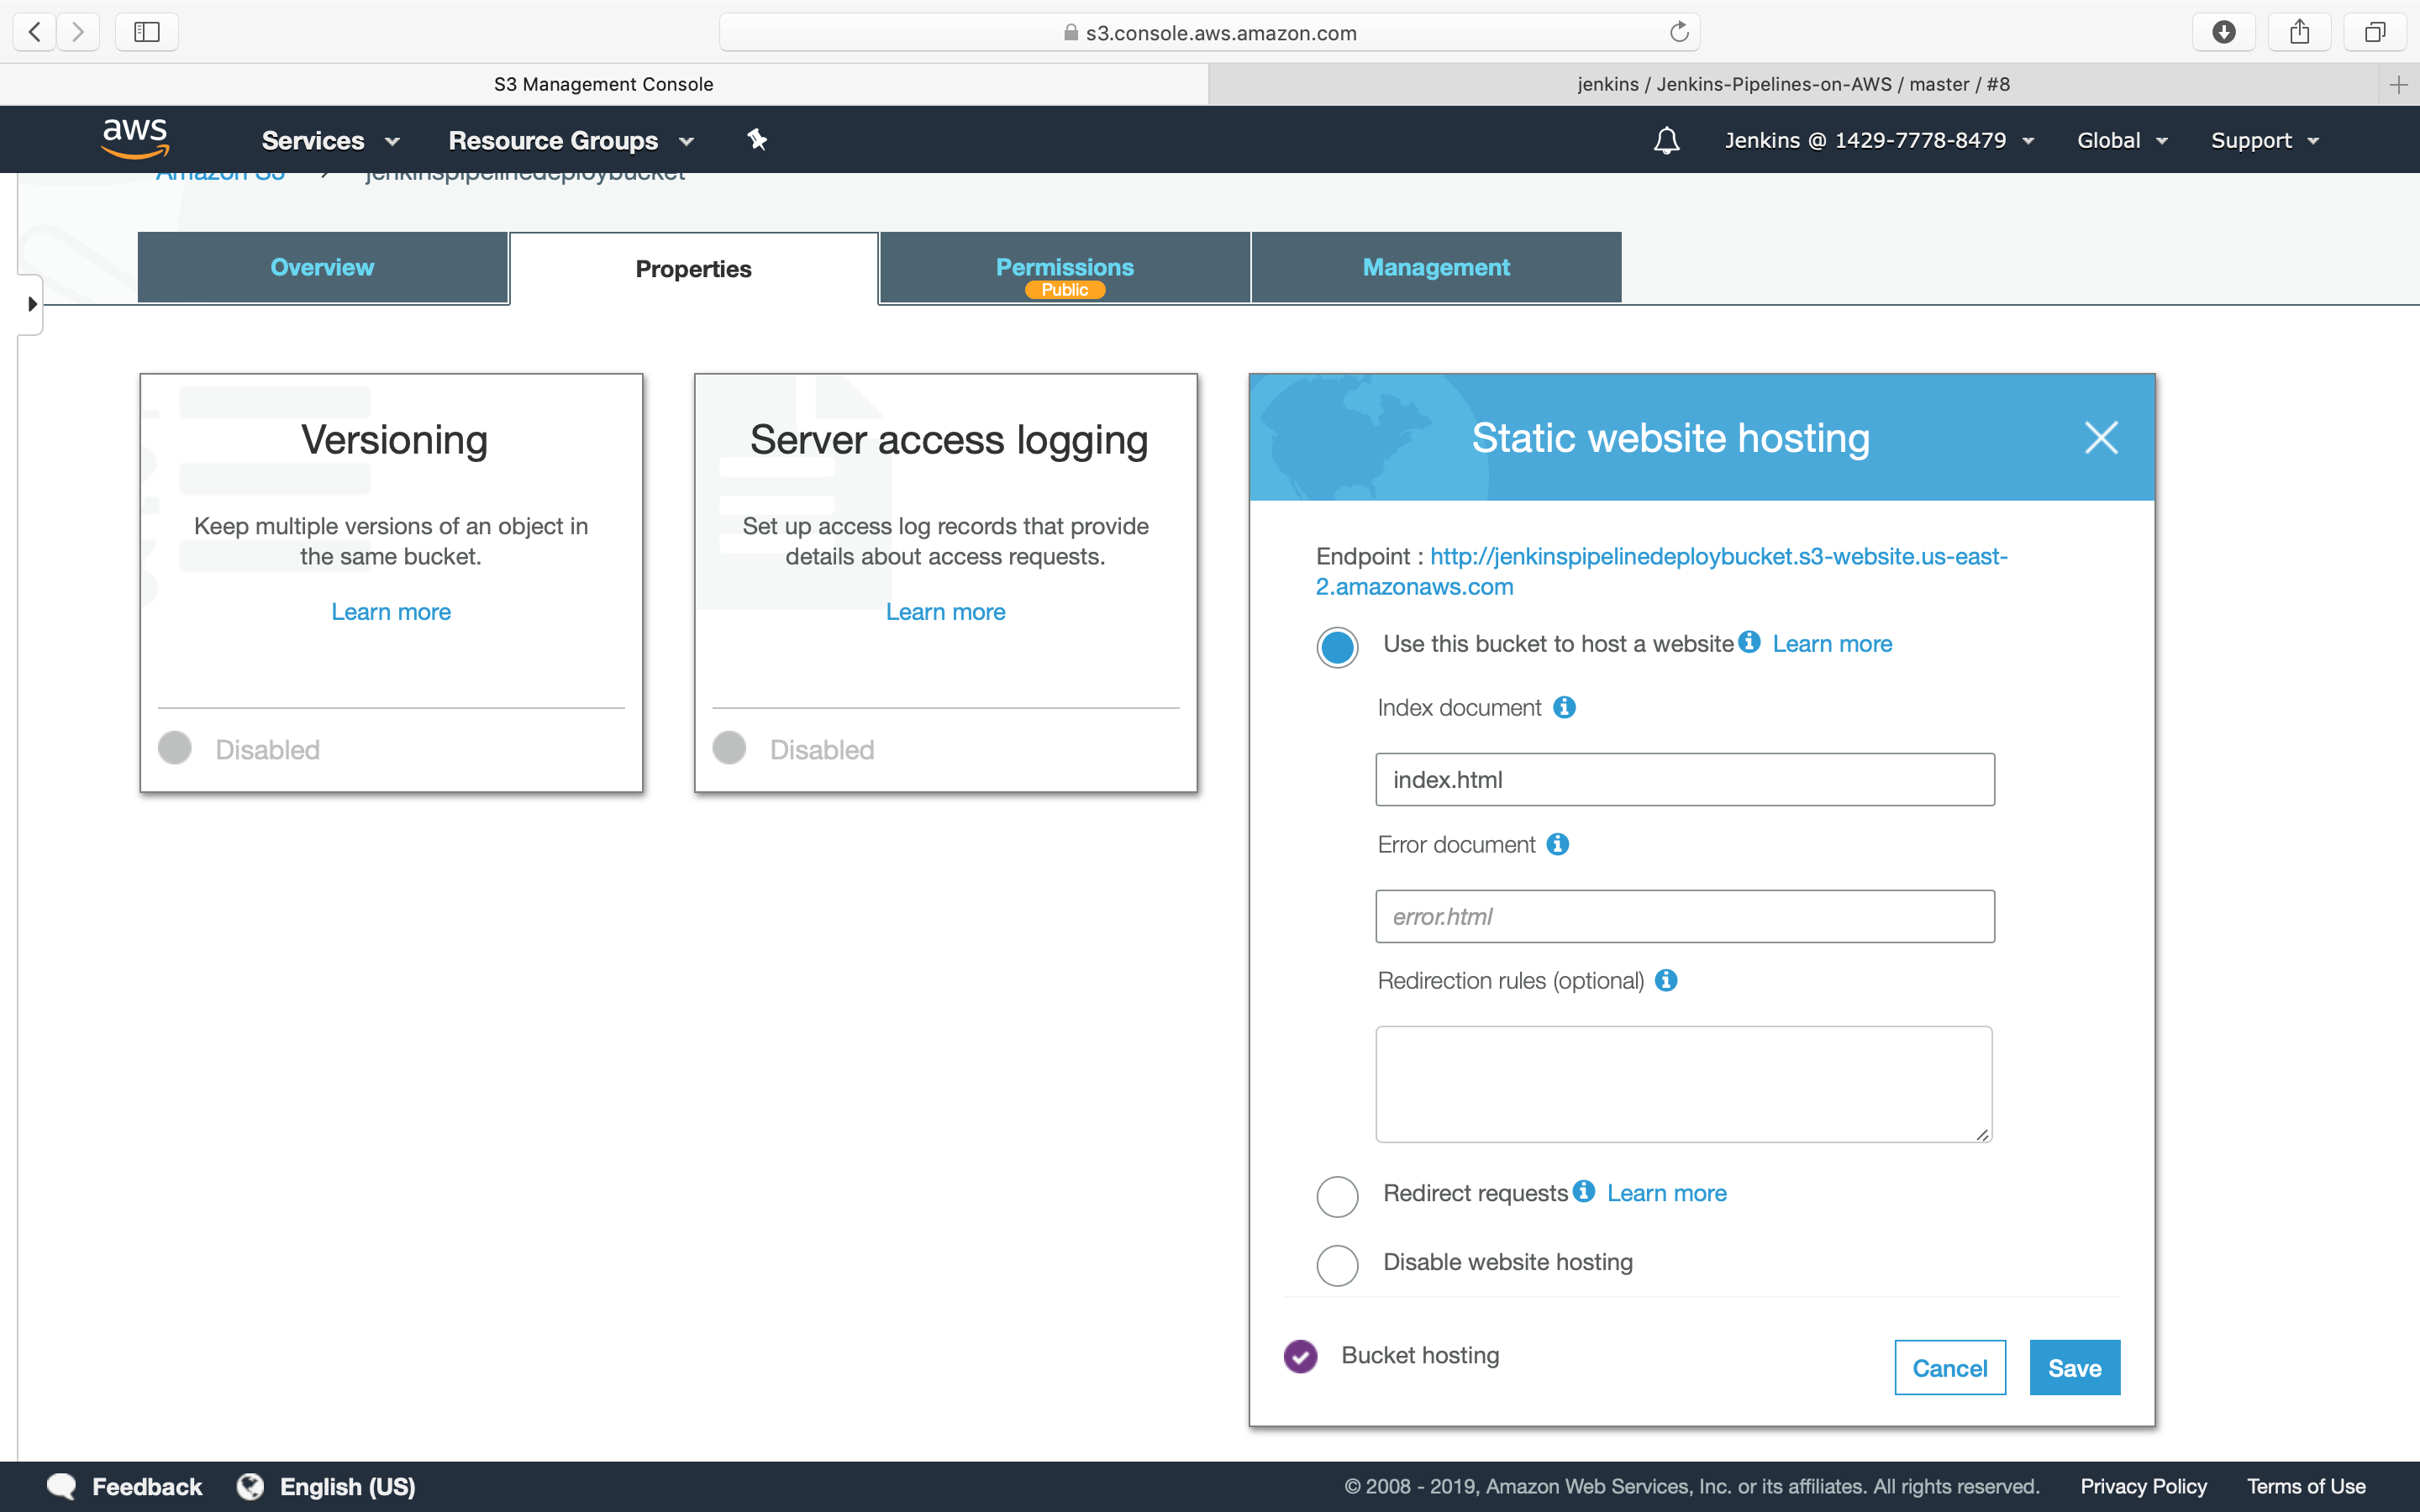 s3.console.aws.amazon.com
S3 Management Console
jenkins / Jenkins-Pipelines-on-AWS / master / #8
aws
Services
Resource Groups
Jenkins @ 1429-7778-8479
Global
Support
Amazon S3
jenkinspipelinedeploybucket
Overview
Properties
Permissions
Public
Management
Versioning
Keep multiple versions of an object in
the same bucket.
Learn more
Disabled
Server access logging
Set up access log records that provide
details about access requests.
Learn more
Disabled
Static website hosting
Endpoint : http://jenkinspipelinedeploybucket.s3-website.us-east-
2.amazonaws.com
Use this bucket to host a website Learn more
Index document
index.html
Error document
error.html
Redirection rules (optional)
Redirect requests Learn more
Disable website hosting
Bucket hosting
Cancel
Save
Feedback
English (US)
© 2008 - 2019, Amazon Web Services, Inc. or its affiliates. All rights reserved.
Privacy Policy
Terms of Use